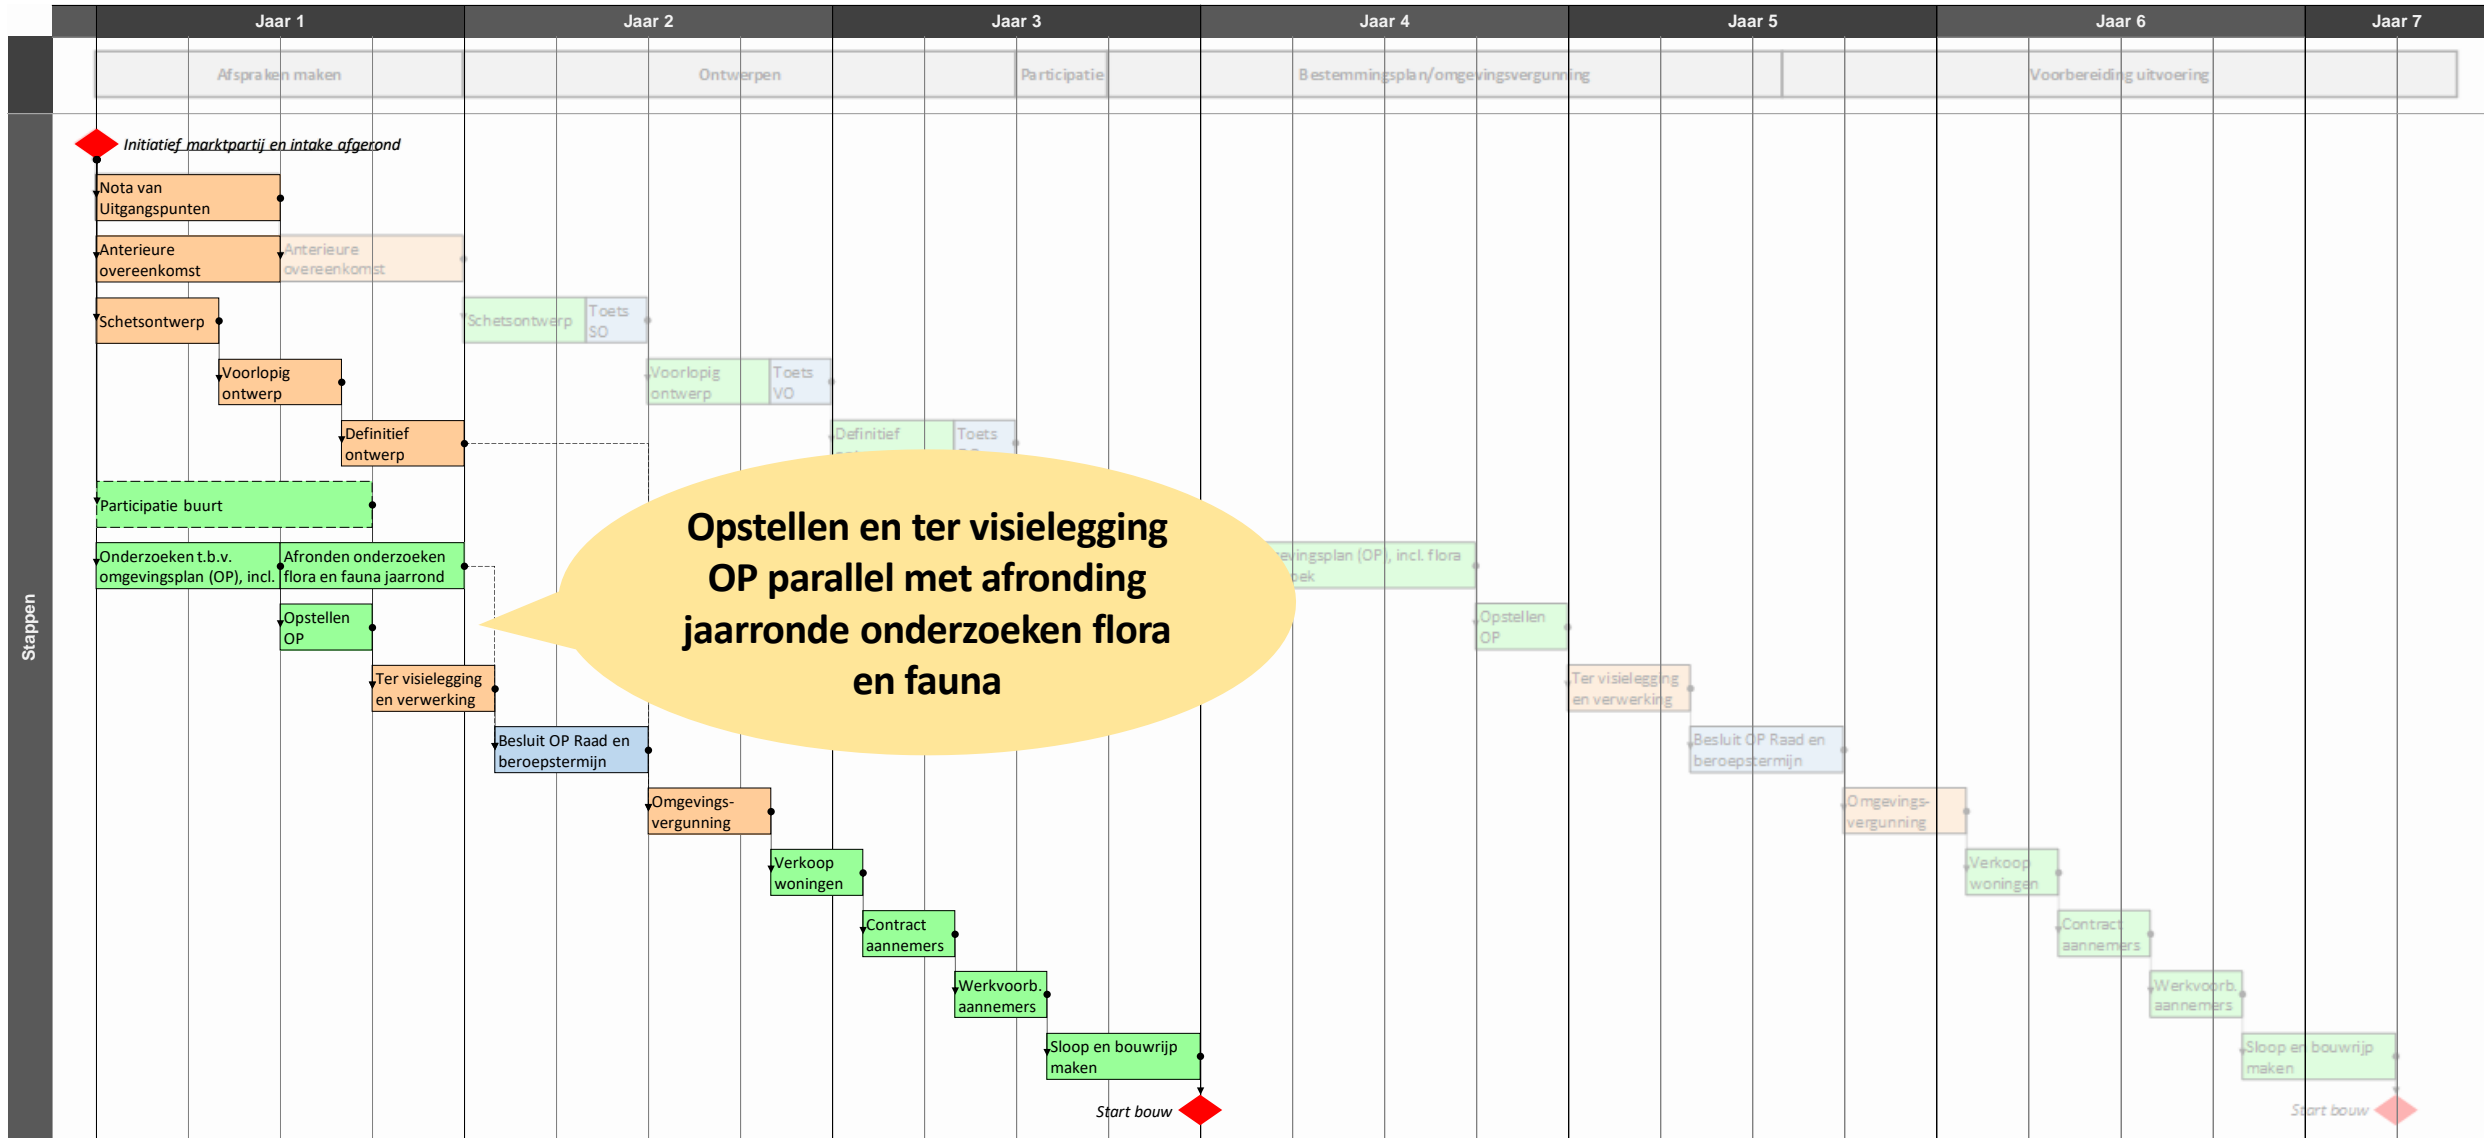 Jaar 1
Jaar 2
Jaar 3
Jaar 4
Jaar 5
Jaar 6
Jaar 7
Afspraken maken
Ontwerpen
Participatie
Bestemmingsplan/omgevingsvergunning
Voorbereiding uitvoering
Stappen
Initiatief marktpartij en intake afgerond
Nota van
Uitgangspunten
Anterieure
overeenkomst
Anterieure
overeenkomst
Schetsontwerp
Schetsontwerp
Toets
SO
Voorlopig
ontwerp
Voorlopig
ontwerp
Toets
VO
Definitief
ontwerp
Definitief
Toets
Participatie buurt
Onderzoeken t.b.v.
omgevingsplan (OP), incl.
Afronden onderzoeken
flora en fauna jaarrond
(OP), incl. flora
Opstellen en ter visielegging
OP parallel met afronding
jaarronde onderzoeken flora
en fauna
Opstellen
OP
Opstellen
OP
Ter visielegging
en verwerking
Ter visielegging
en verwerking
Besluit OP Raad en
beroepstermijn
Besluit OP Raad en
beroepstermijn
Omgevings-
vergunning
Omgevings-
vergunning
Verkoop
woningen
Verkoop
woningen
Contract
aannemers
Contract
aannemers
Werkvoorb.
aannemers
Werkvoorb.
aannemers
Sloop en bouwrijp
maken
Sloop en bouwrijp
maken
Start bouw
Start bouw